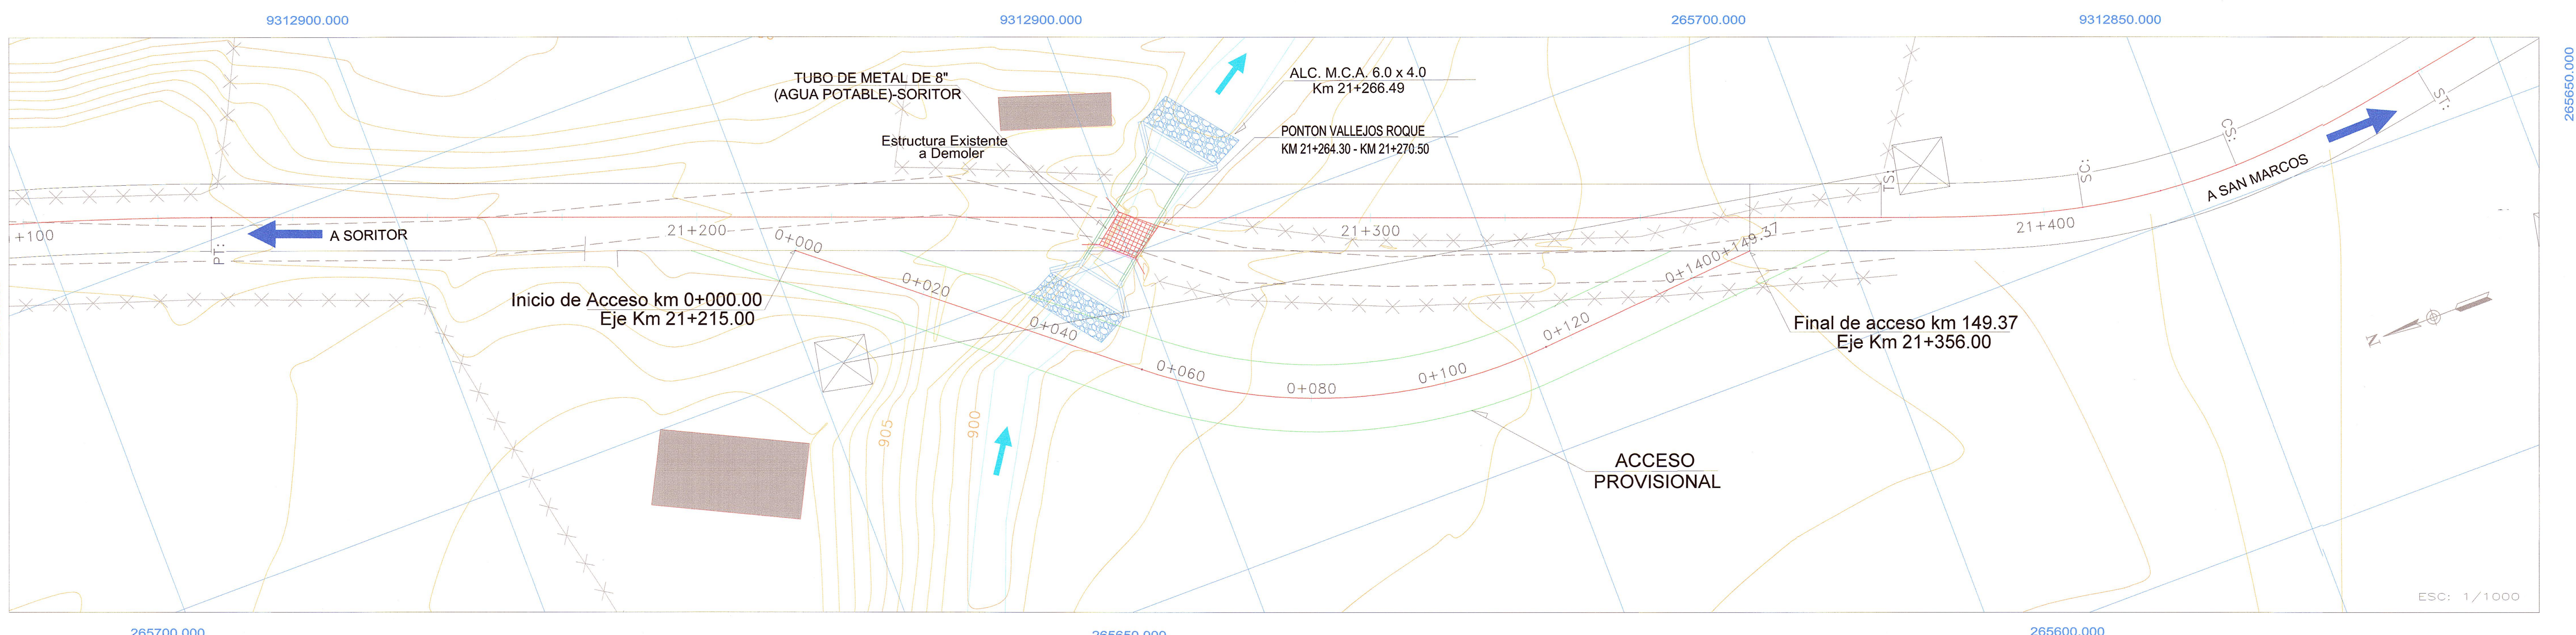 9312900.000
9312900.000
265700.000
9312850.000
265650.000
TUBO DE METAL DE 8"
(AGUA POTABLE)-SORITOR
ALC. M.C.A. 6.0 x 4.0
Km 21+266.49
Estructura Existente
a Demoler
PONTON VALLEJOS ROQUE
KM 21+264.30 - KM 21+270.50
ST:
CS:
SC:
TS:
A SAN MARCOS
1+100
PT:
A SORITOR
21+200
0+000
21+300
21+400
0+020
0+040
0+060
0+080
0+100
0+120
0+1400+149.37
Inicio de Acceso km 0+000.00
Eje Km 21+215.00
Final de acceso km 149.37
Eje Km 21+356.00
N
905
900
ACCESO
PROVISIONAL
ESC: 1/1000
265700.000
265650.000
265600.000